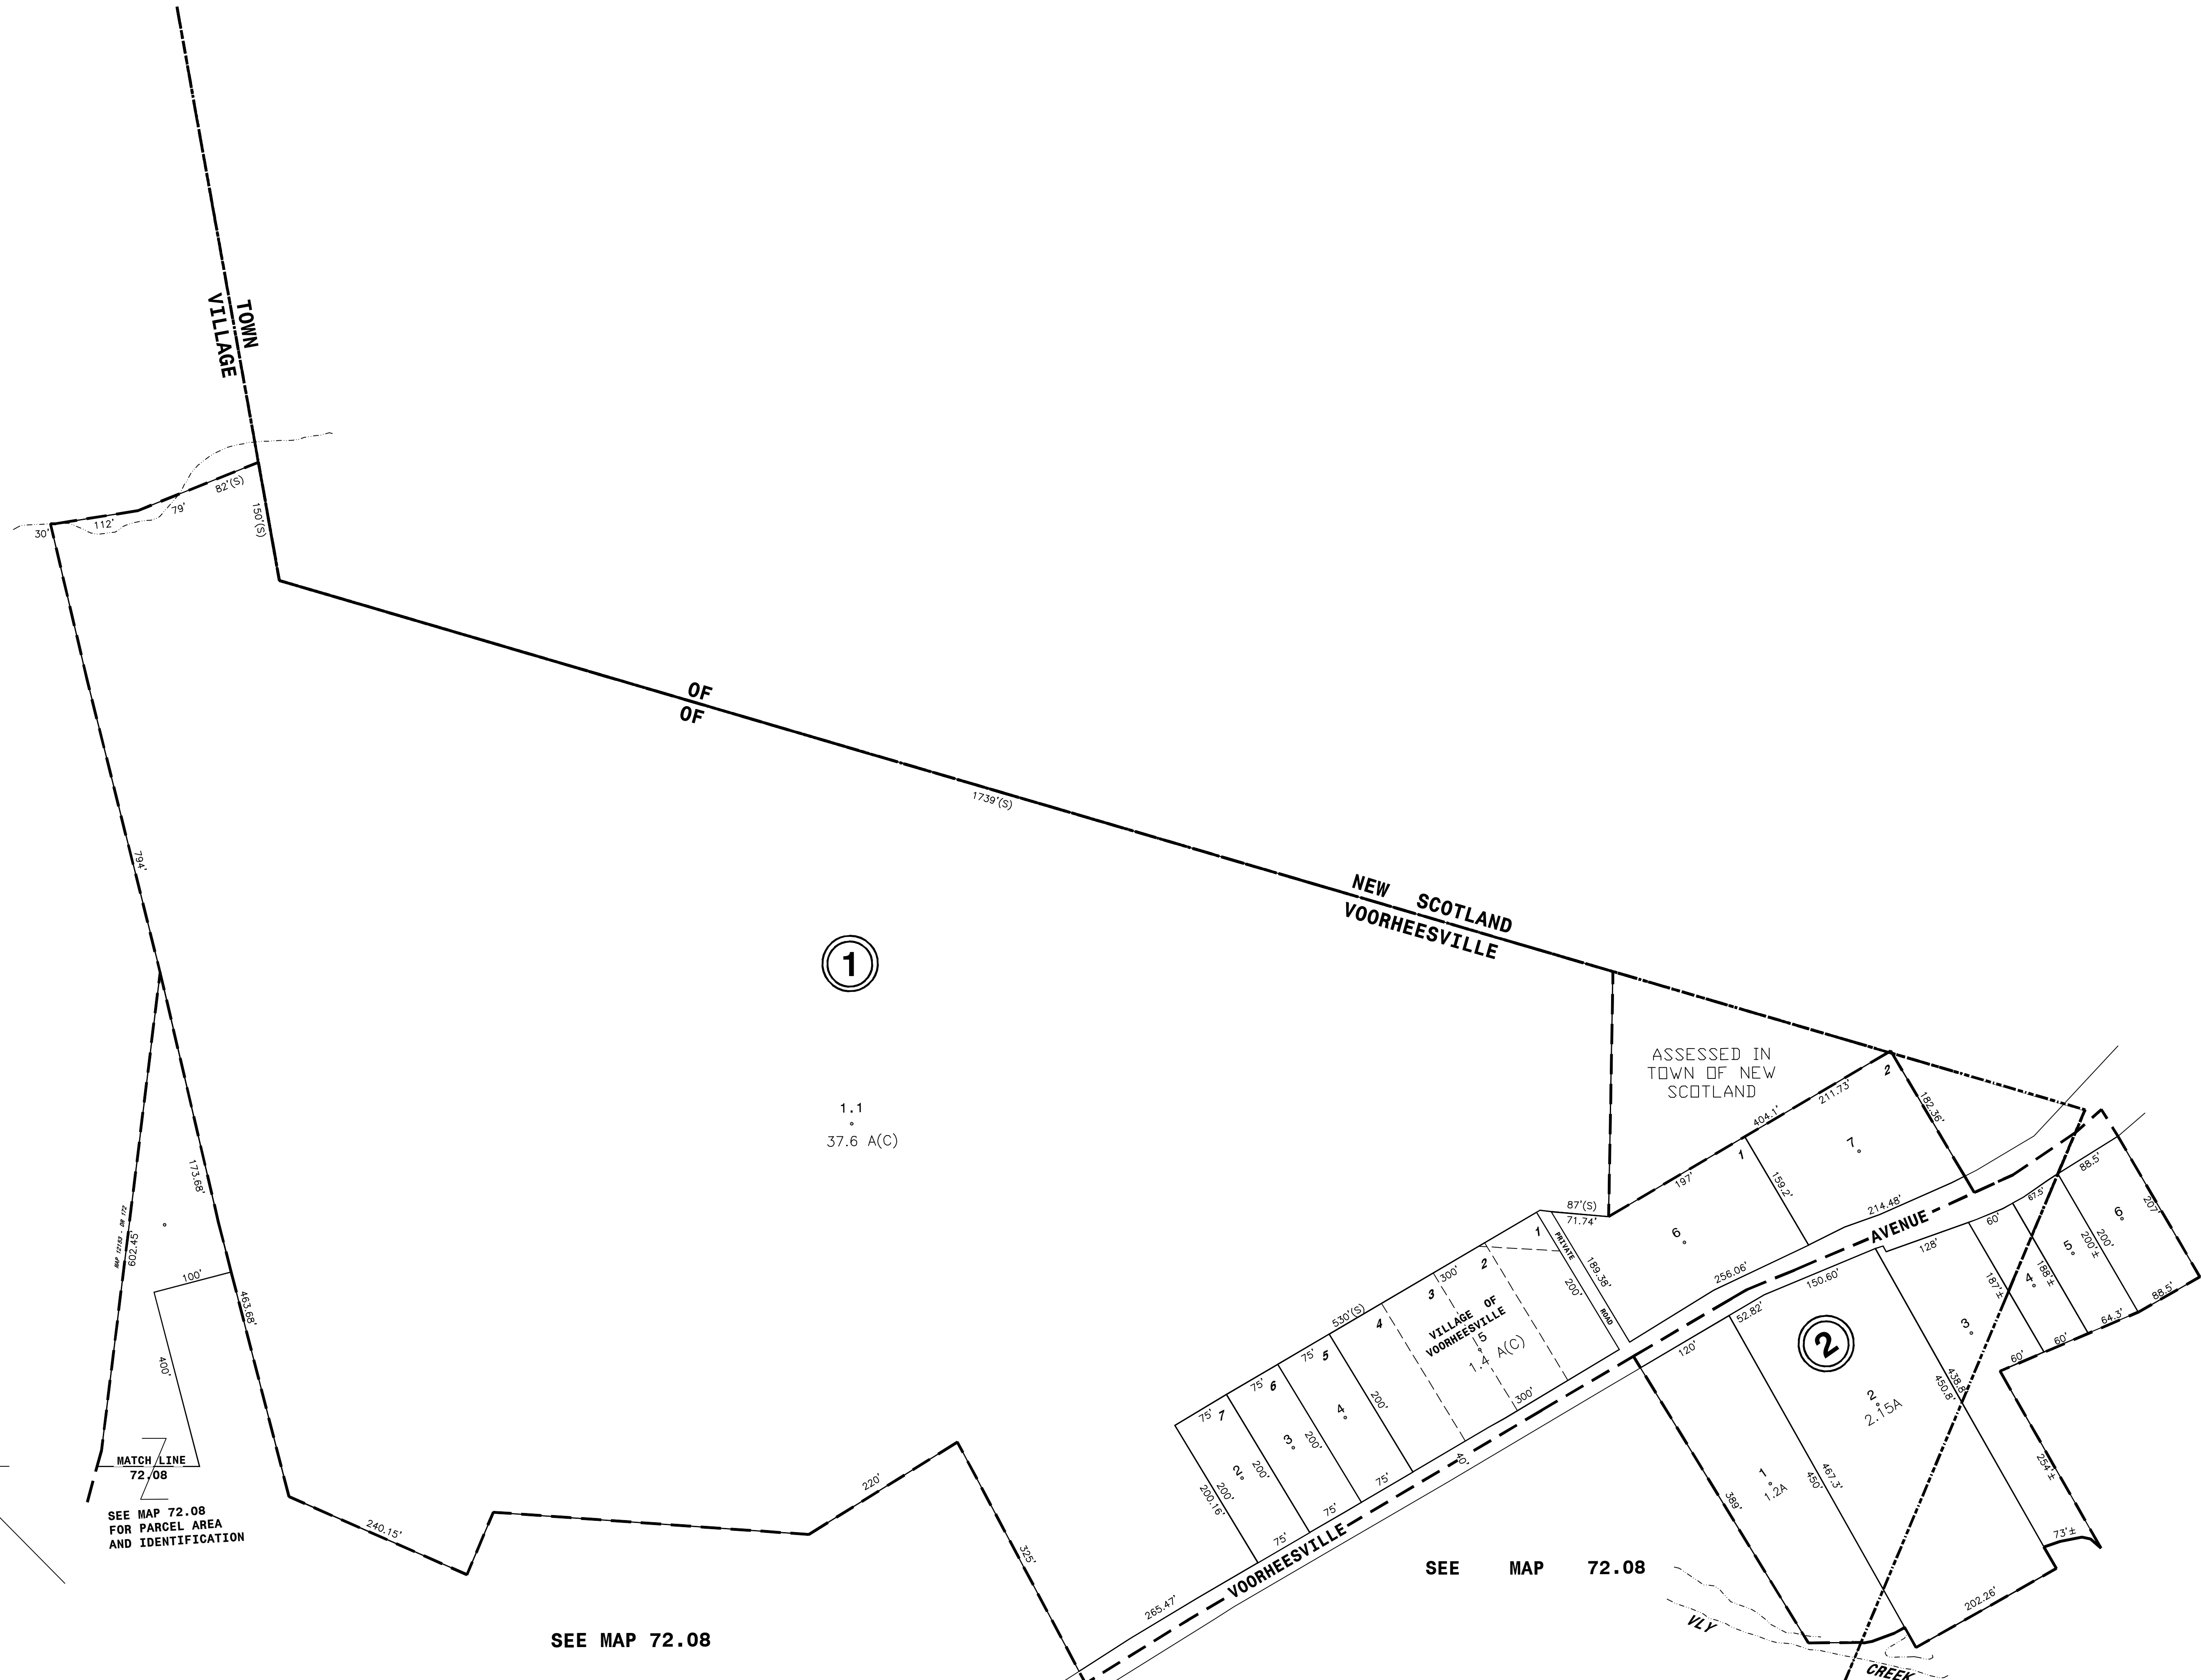 TOWN
VILLAGE
82'(S)
79'
112'
30'
150'(S)
OF
OF
1739'(S)
794'
NEW SCOTLAND
VOORHEESVILLE
1
1.1
37.6 A(C)
ASSESSED IN
TOWN OF NEW
SCOTLAND
2
211.73'
404.1'
182.36'
1
7
197'
159.2'
214.48'
6
256.06'
87'(S)
71.74'
PRIVATE
ROAD
189.38'
200'
1
2
300'
3
530'(S)
4
VILLAGE OF
VOORHEESVILLE
5
1.4 A(C)
300'
75'
5
200'
75'
6
4
75'
7
3
200'
2
200'
200'
200.16'
75'
75'
75'
40'
VOORHEESVILLE
AVENUE
265.47'
173.68'
MAP 12183 - DR 172
602.45'
100'
463.68'
400'
MATCH LINE
72.08
SEE MAP 72.08
FOR PARCEL AREA
AND IDENTIFICATION
240.15'
220'
325'
SEE MAP 72.08
SEE MAP 72.08
88.5'
67.5'
60'
128'
150.60'
52.82'
120'
6
207'
5
200'
200'±
4
188'±
187'±
88.5'
64.3'
60'
60'
3
2
2
2.15A
438.8'
450.8'
254'±
1
1.2A
467.3'
450'
389'
73'±
202.26'
VLY
CREEK